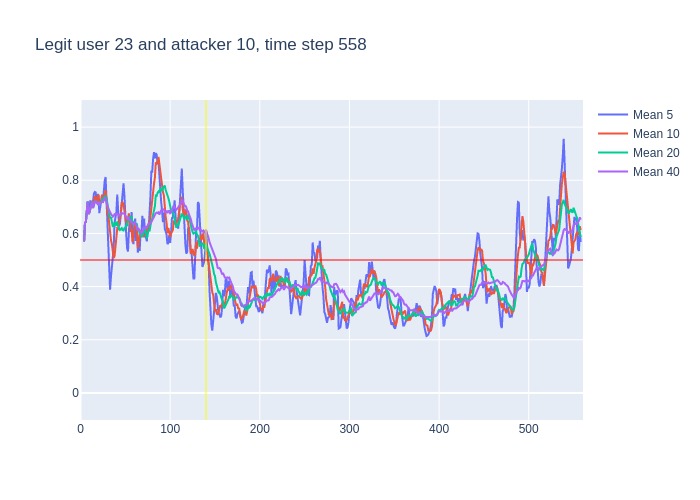 Legit user 23 and attacker 10, time step 558
Mean 5
Mean 10
Mean 20
Mean 40
1
0.8
0.6
0.4
0.2
0
0 100 200 300 400 500